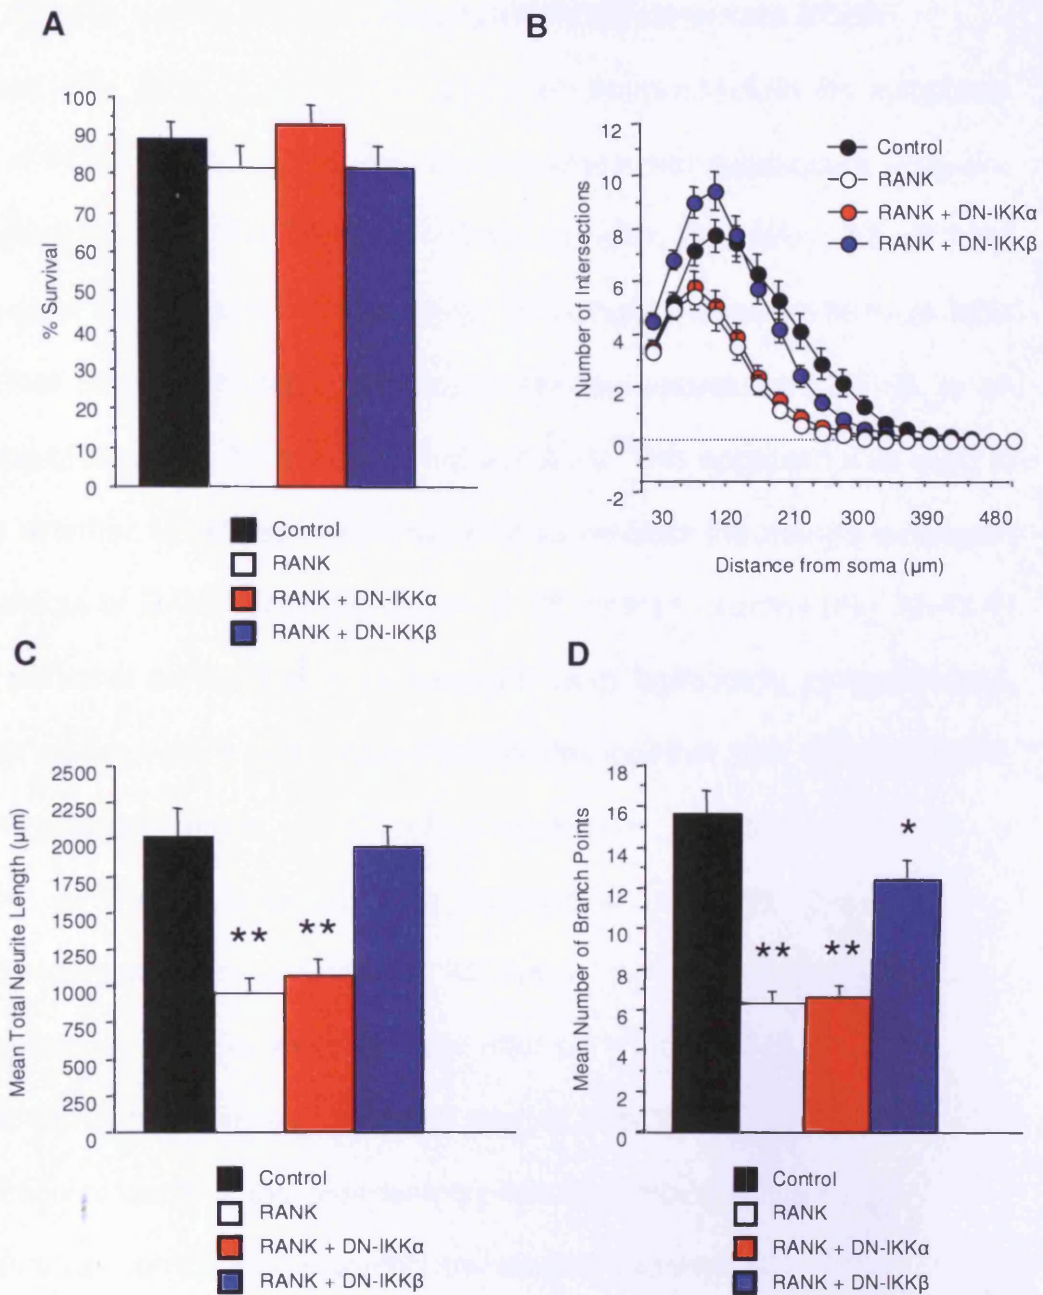 A
100
90
80
70
60
50
40
30
20
10
0
% Survival
Control
RANK
RANK + DN-IKKα
RANK + DN-IKKβ
B
12
10
8
6
4
2
0
-2
Number of Intersections
Control
RANK
RANK + DN-IKKα
RANK + DN-IKKβ
30 120 210 300 390 480
Distance from soma (µm)
C
2500
2250
2000
1750
1500
1250
1000
750
500
250
0
Mean Total Neurite Length (µm)
** **
Control
RANK
RANK + DN-IKKα
RANK + DN-IKKβ
D
18
16
14
12
10
8
6
4
2
0
Mean Number of Branch Points
** ** *
Control
RANK
RANK + DN-IKKα
RANK + DN-IKKβ